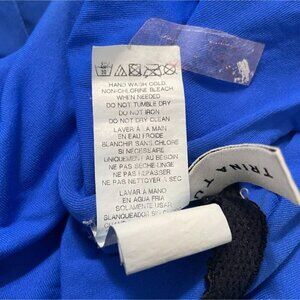 HAND WASH COLD
NON-CHLORINE BLEACH
WHEN NEEDED
DO NOT TUMBLE DRY
DO NOT IRON
DO NOT DRY CLEAN
LAVER À LA MAIN
EN EAU FROIDE
BLANCHIR SANS CHLORE
SI
UNIQUEMENT AU BESOIN
NE PAS SÈCHE-LINGE
NE PAS REPASSER
NE PAS NETTOYER A SEC
LAVAR A MANO
EN AGUA FRIA
SOLAMENTE USAR
BLANQUEADOR SIN
TRINA